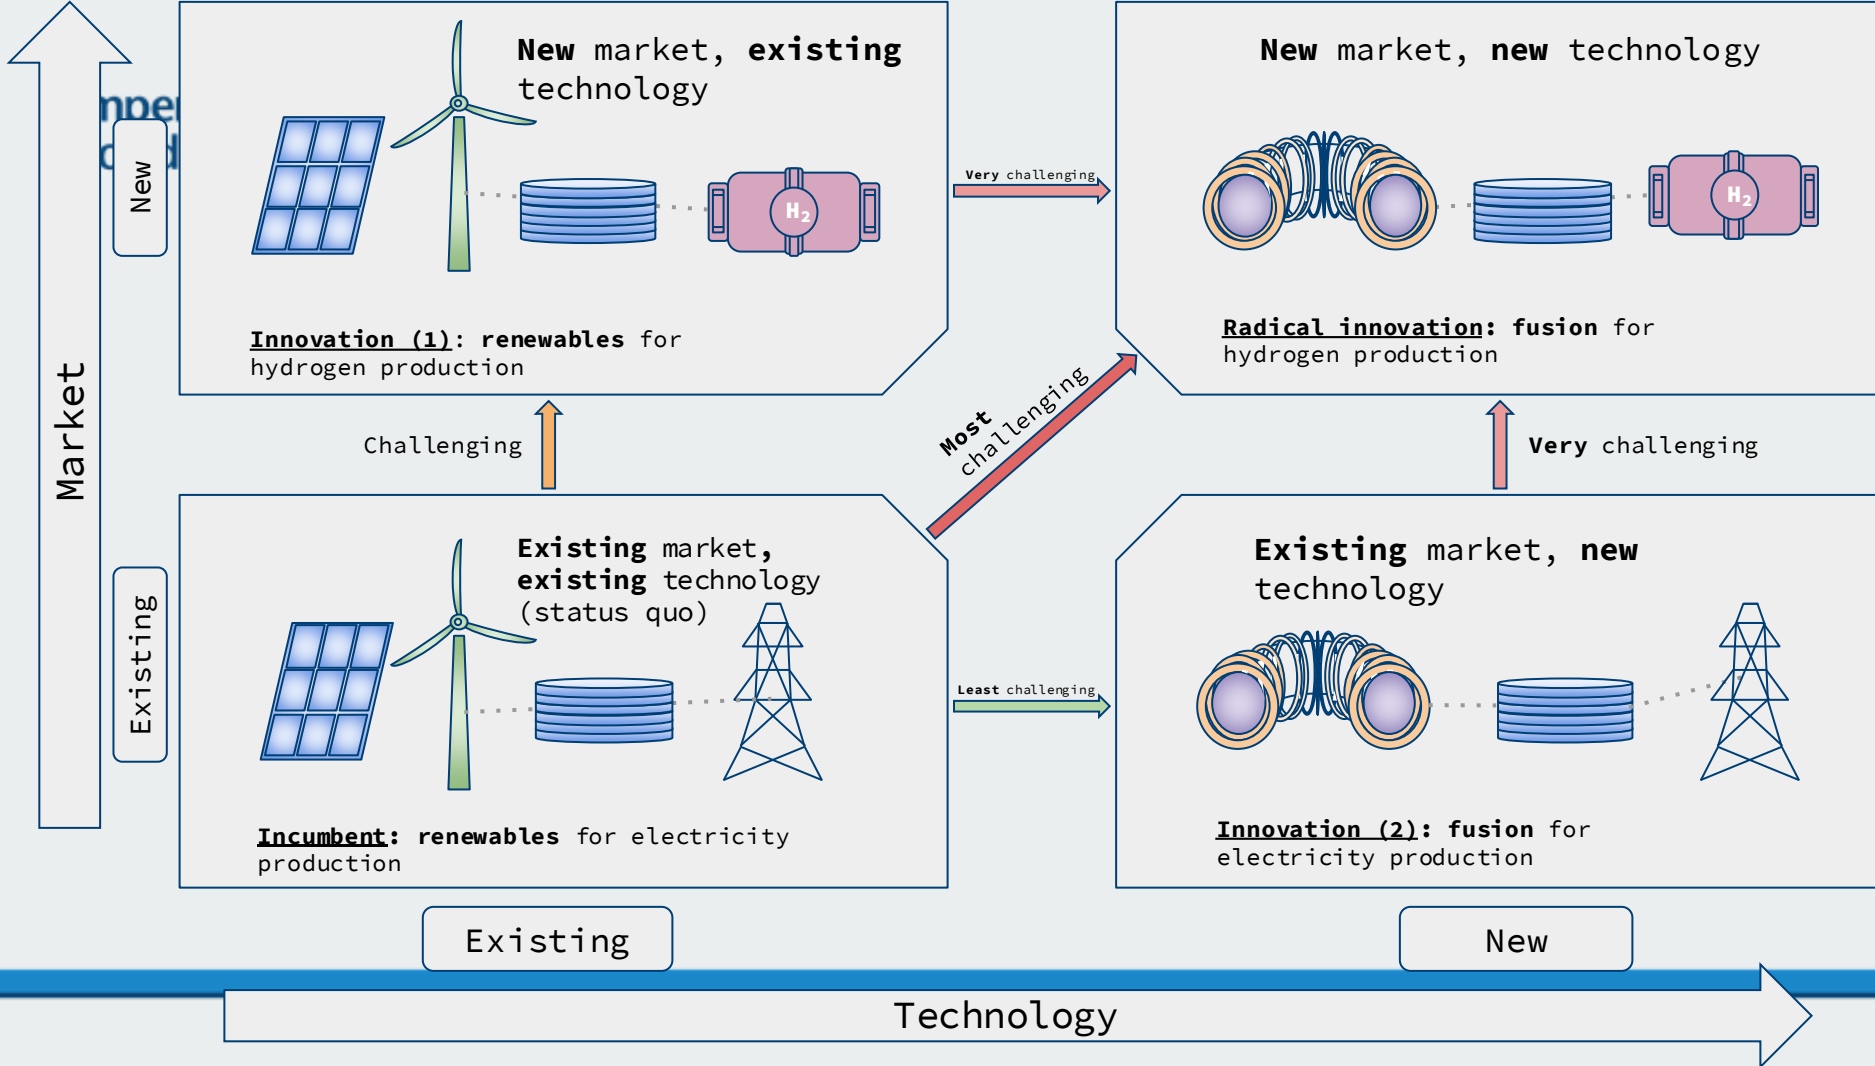 New market, existing
technology
H2
Innovation (1): renewables for
hydrogen production
Very challenging
New market, new technology
H2
Radical innovation: fusion for
hydrogen production
Market
New
Challenging
Most
challenging
Very challenging
Existing
Existing market,
existing technology
(status quo)
Incumbent: renewables for electricity
production
Least challenging
Existing market, new
technology
Innovation (2): fusion for
electricity production
Existing
New
Technology